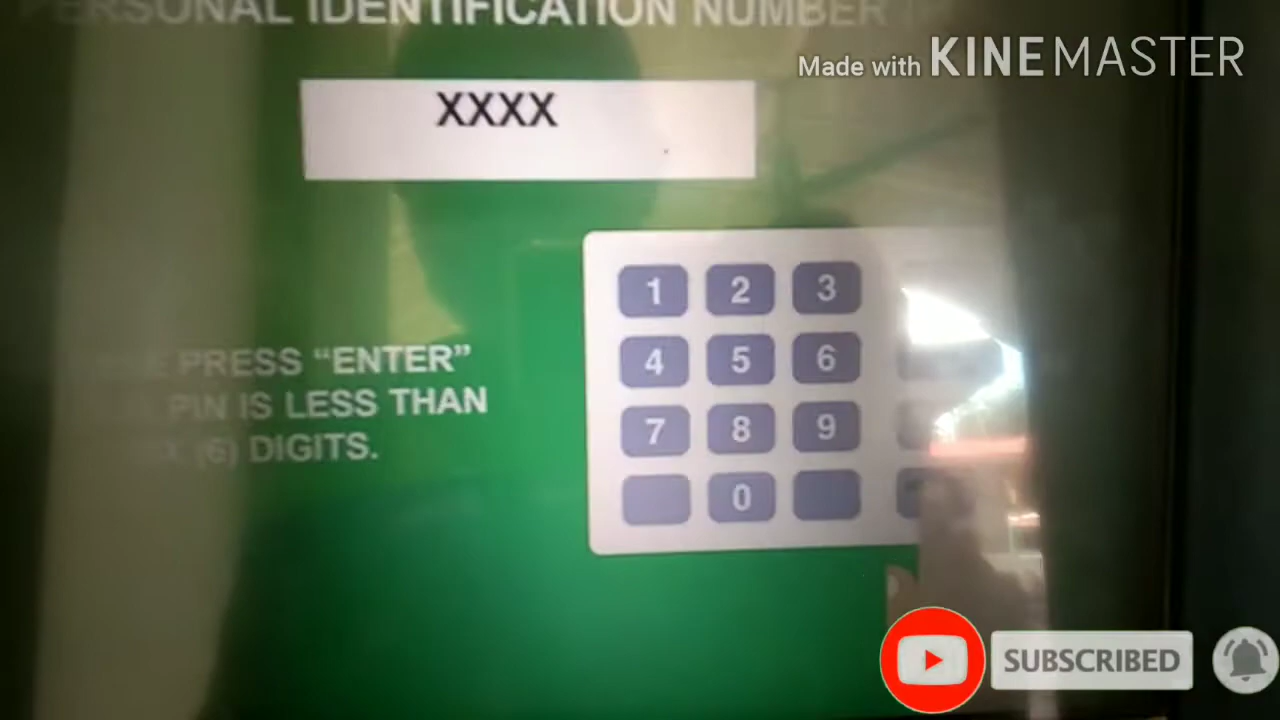 PERSONAL IDENTIFICATION NUMBER
Made with KINEMASTER
XXXX
1 2 3
4 5 6
7 8 9
0
PRESS “ENTER”
PIN IS LESS THAN
(6) DIGITS.
SUBSCRIBED